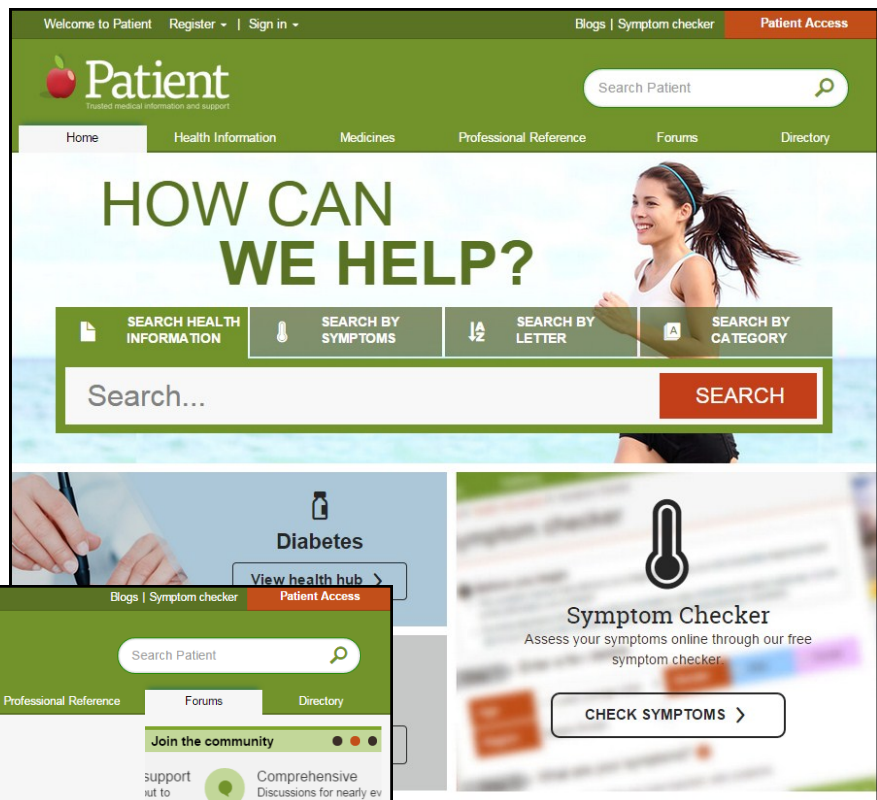 Welcome to Patient Register | Sign in
Blogs | Symptom checker Patient Access
Patient
Trusted medical information and support
Search Patient
Home Health Information Medicines Professional Reference Forums Directory
HOW CAN
WE HELP?
SEARCH HEALTH
INFORMATION
SEARCH BY
SYMPTOMS
SEARCH BY
LETTER
SEARCH BY
CATEGORY
Search... SEARCH
Diabetes
View health hub
Symptom Checker
Assess your symptoms online through our free
symptom checker.
CHECK SYMPTOMS
Blogs | Symptom checker Patient Access
Search Patient
Professional Reference Forums Directory
Join the community
support
out to
Comprehensive
Discussions for nearly ev